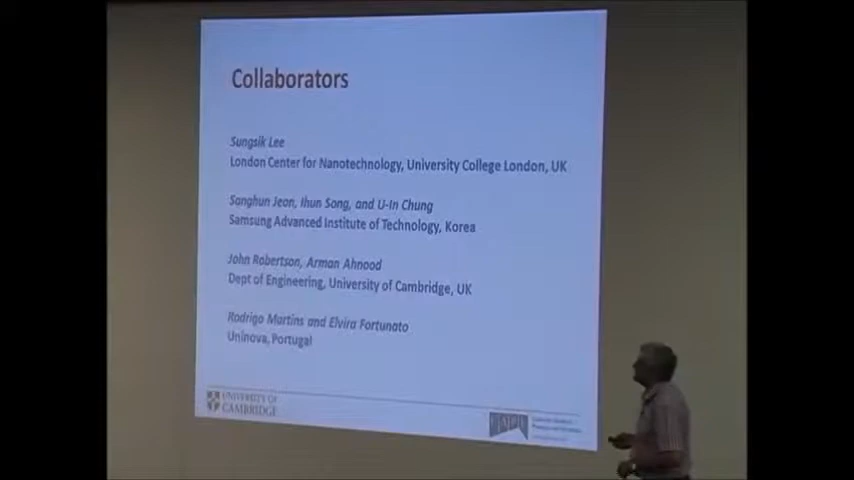 Collaborators
Sungsik Lee
London Center for Nanotechnology, University College London, UK
Sanghun Jeon, Ihun Song, and U-In Chung
Samsung Advanced Institute of Technology, Korea
John Robertson, Arman Ahnood
Dept of Engineering, University of Cambridge, UK
Rodrigo Martins and Elvira Fortunato
Uninova, Portugal
UNIVERSITY OF
CAMBRIDGE